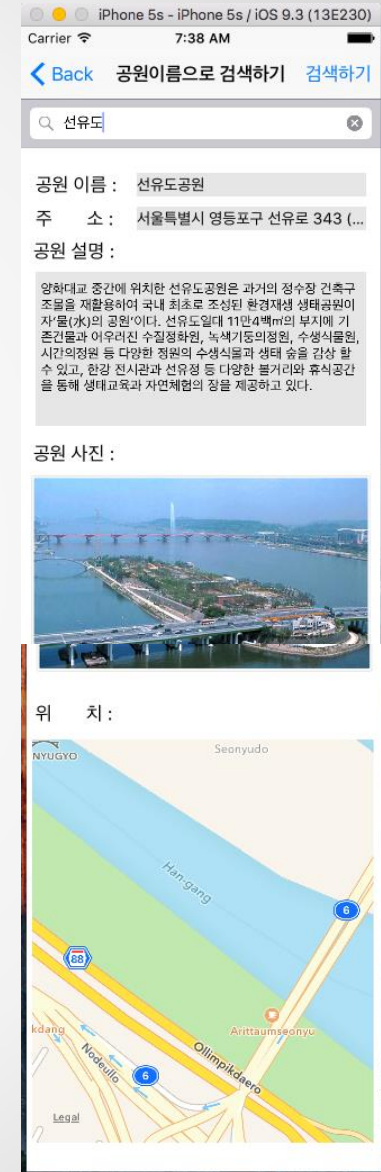 iPhone 5s - iPhone 5s / iOS 9.3 (13E230)
Carrier 7:38 AM
Back 공원이름으로 검색하기 검색하기
선유도
공원 이름 : 선유도공원
주 소 : 서울특별시 영등포구 선유로 343 (...
공원 설명 :
양화대교 중간에 위치한 선유도공원은 과거의 정수장 건축구
조물을 재활용하여 국내 최초로 조성된 환경재생 생태공원이
자‘물(水)의 공원’이다. 선유도일대 11만4백㎡의 부지에 기
존건물과 어우러진 수질정화원, 녹색기둥의정원, 수생식물원,
시간의정원 등 다양한 정원의 수생식물과 생태 숲을 감상 할
수 있고, 한강 전시관과 선유정 등 다양한 볼거리와 휴식공간
을 통해 생태교육과 자연체험의 장을 제공하고 있다.
공원 사진 :
위 치 :
Seonyudo
NYUGYO
Han-gang
6
88
Arittaumseonyu
kdang
Nodeullo
Ollimpikdaero
6
Legal